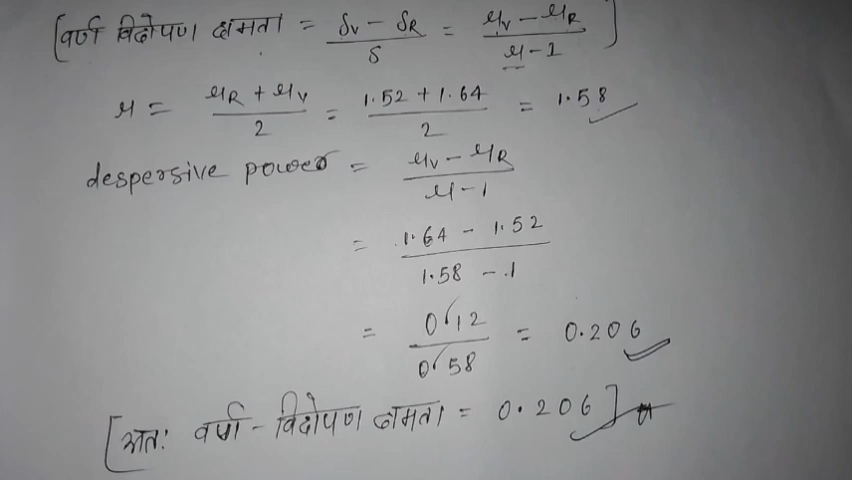 [वर्ण विक्षेपण क्षमता = (δv − δR)/δ = (μv − μR)/(μ − 1)]
μ = (μR + μv)/2 = (1.52 + 1.64)/2 = 1.58
despersive power = (μv − μR)/(μ − 1)
= (1.64 − 1.52)/(1.58 − 1)
= 0.12/0.58 = 0.206
[अतः वर्ण - विक्षेपण क्षमता = 0.206]